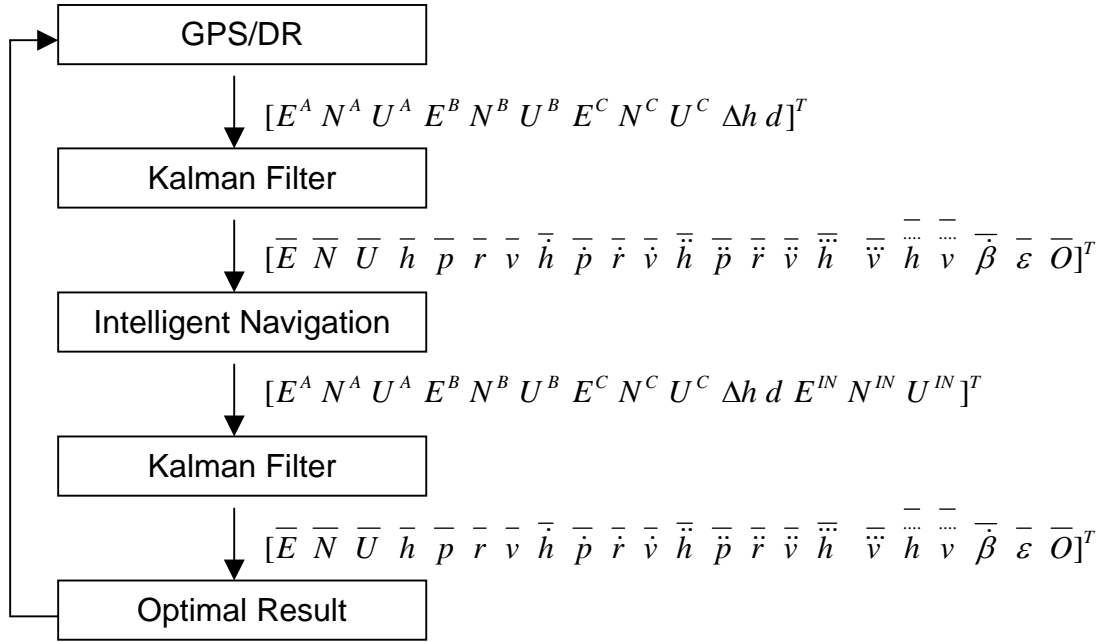 GPS/DR
[E^A N^A U^A E^B N^B U^B E^C N^C U^C Δh d]^T
Kalman Filter
[E̅ N̅ U̅ h̅ p̅ r̅ v̅ ḣ̅ ṗ̅ ṙ̅ v̇̅ ḧ̅ p̈̅ r̈̅ v̈̅ h⃛̅ v⃛̅ h⃜̅ v⃜̅ β̇̅ ε̅ O̅]^T
Intelligent Navigation
[E^A N^A U^A E^B N^B U^B E^C N^C U^C Δh d E^IN N^IN U^IN]^T
Kalman Filter
[E̅ N̅ U̅ h̅ p̅ r̅ v̅ ḣ̅ ṗ̅ ṙ̅ v̇̅ ḧ̅ p̈̅ r̈̅ v̈̅ h⃛̅ v⃛̅ h⃜̅ v⃜̅ β̇̅ ε̅ O̅]^T
Optimal Result